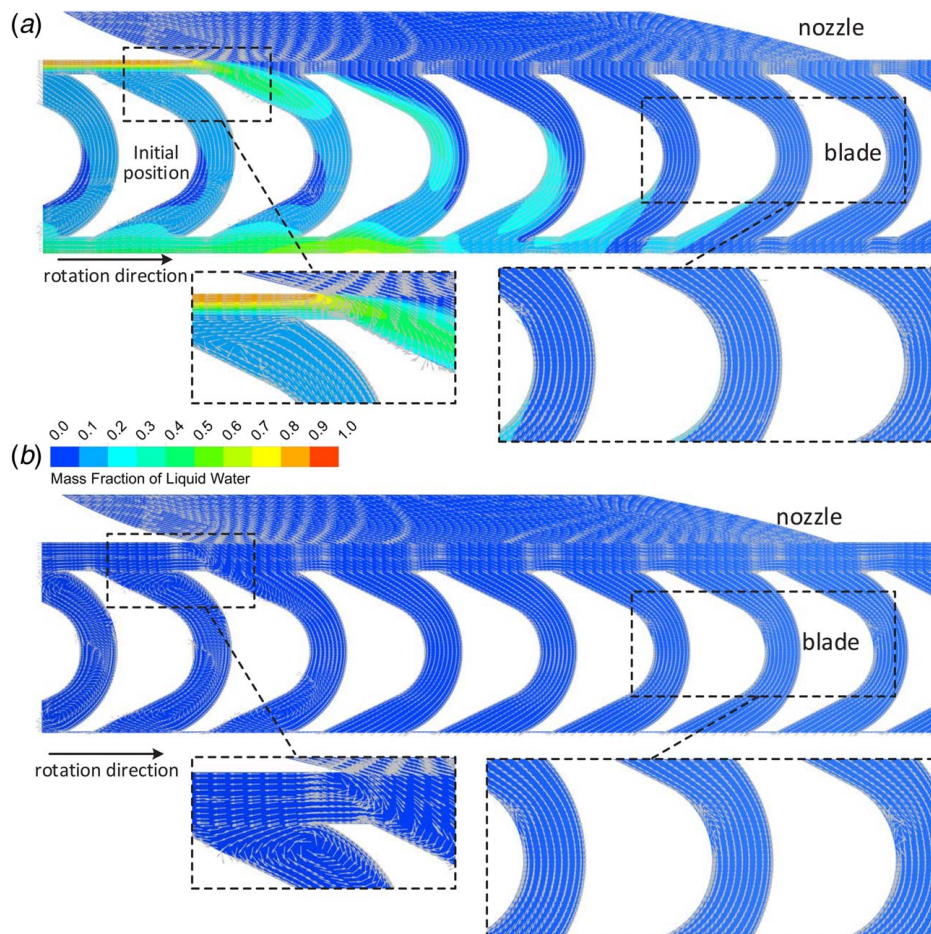 (a)
nozzle
Initial
position
blade
rotation direction
0.0 0.1 0.2 0.3 0.4 0.5 0.6 0.7 0.8 0.9 1.0
(b)
Mass Fraction of Liquid Water
nozzle
blade
rotation direction